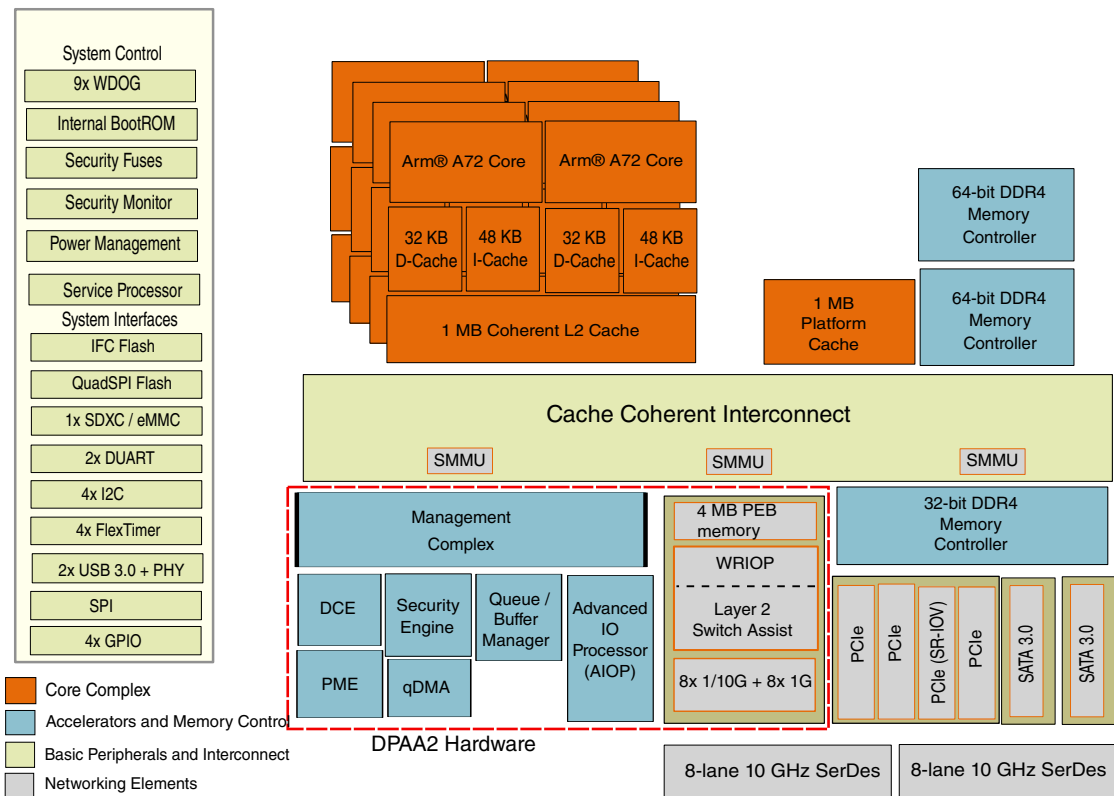 System Control
9x WDOG
Internal BootROM
Security Fuses
Security Monitor
Power Management
Service Processor
System Interfaces
IFC Flash
QuadSPI Flash
1x SDXC / eMMC
2x DUART
4x I2C
4x FlexTimer
2x USB 3.0 + PHY
SPI
4x GPIO
Arm® A72 Core
Arm® A72 Core
32 KB
D-Cache
48 KB
I-Cache
32 KB
D-Cache
48 KB
I-Cache
1 MB Coherent L2 Cache
64-bit DDR4
Memory
Controller
1 MB
Platform
Cache
64-bit DDR4
Memory
Controller
Cache Coherent Interconnect
SMMU
SMMU
SMMU
Management
Complex
4 MB PEB
memory
32-bit DDR4
Memory
Controller
WRIOP
Layer 2
Switch Assist
8x 1/10G + 8x 1G
DCE
Security
Engine
Queue /
Buffer
Manager
Advanced
IO
Processor
(AIOP)
PME
qDMA
PCIe
PCIe
PCIe (SR-IOV)
PCIe
SATA 3.0
SATA 3.0
DPAA2 Hardware
8-lane 10 GHz SerDes
8-lane 10 GHz SerDes
Core Complex
Accelerators and Memory Control
Basic Peripherals and Interconnect
Networking Elements